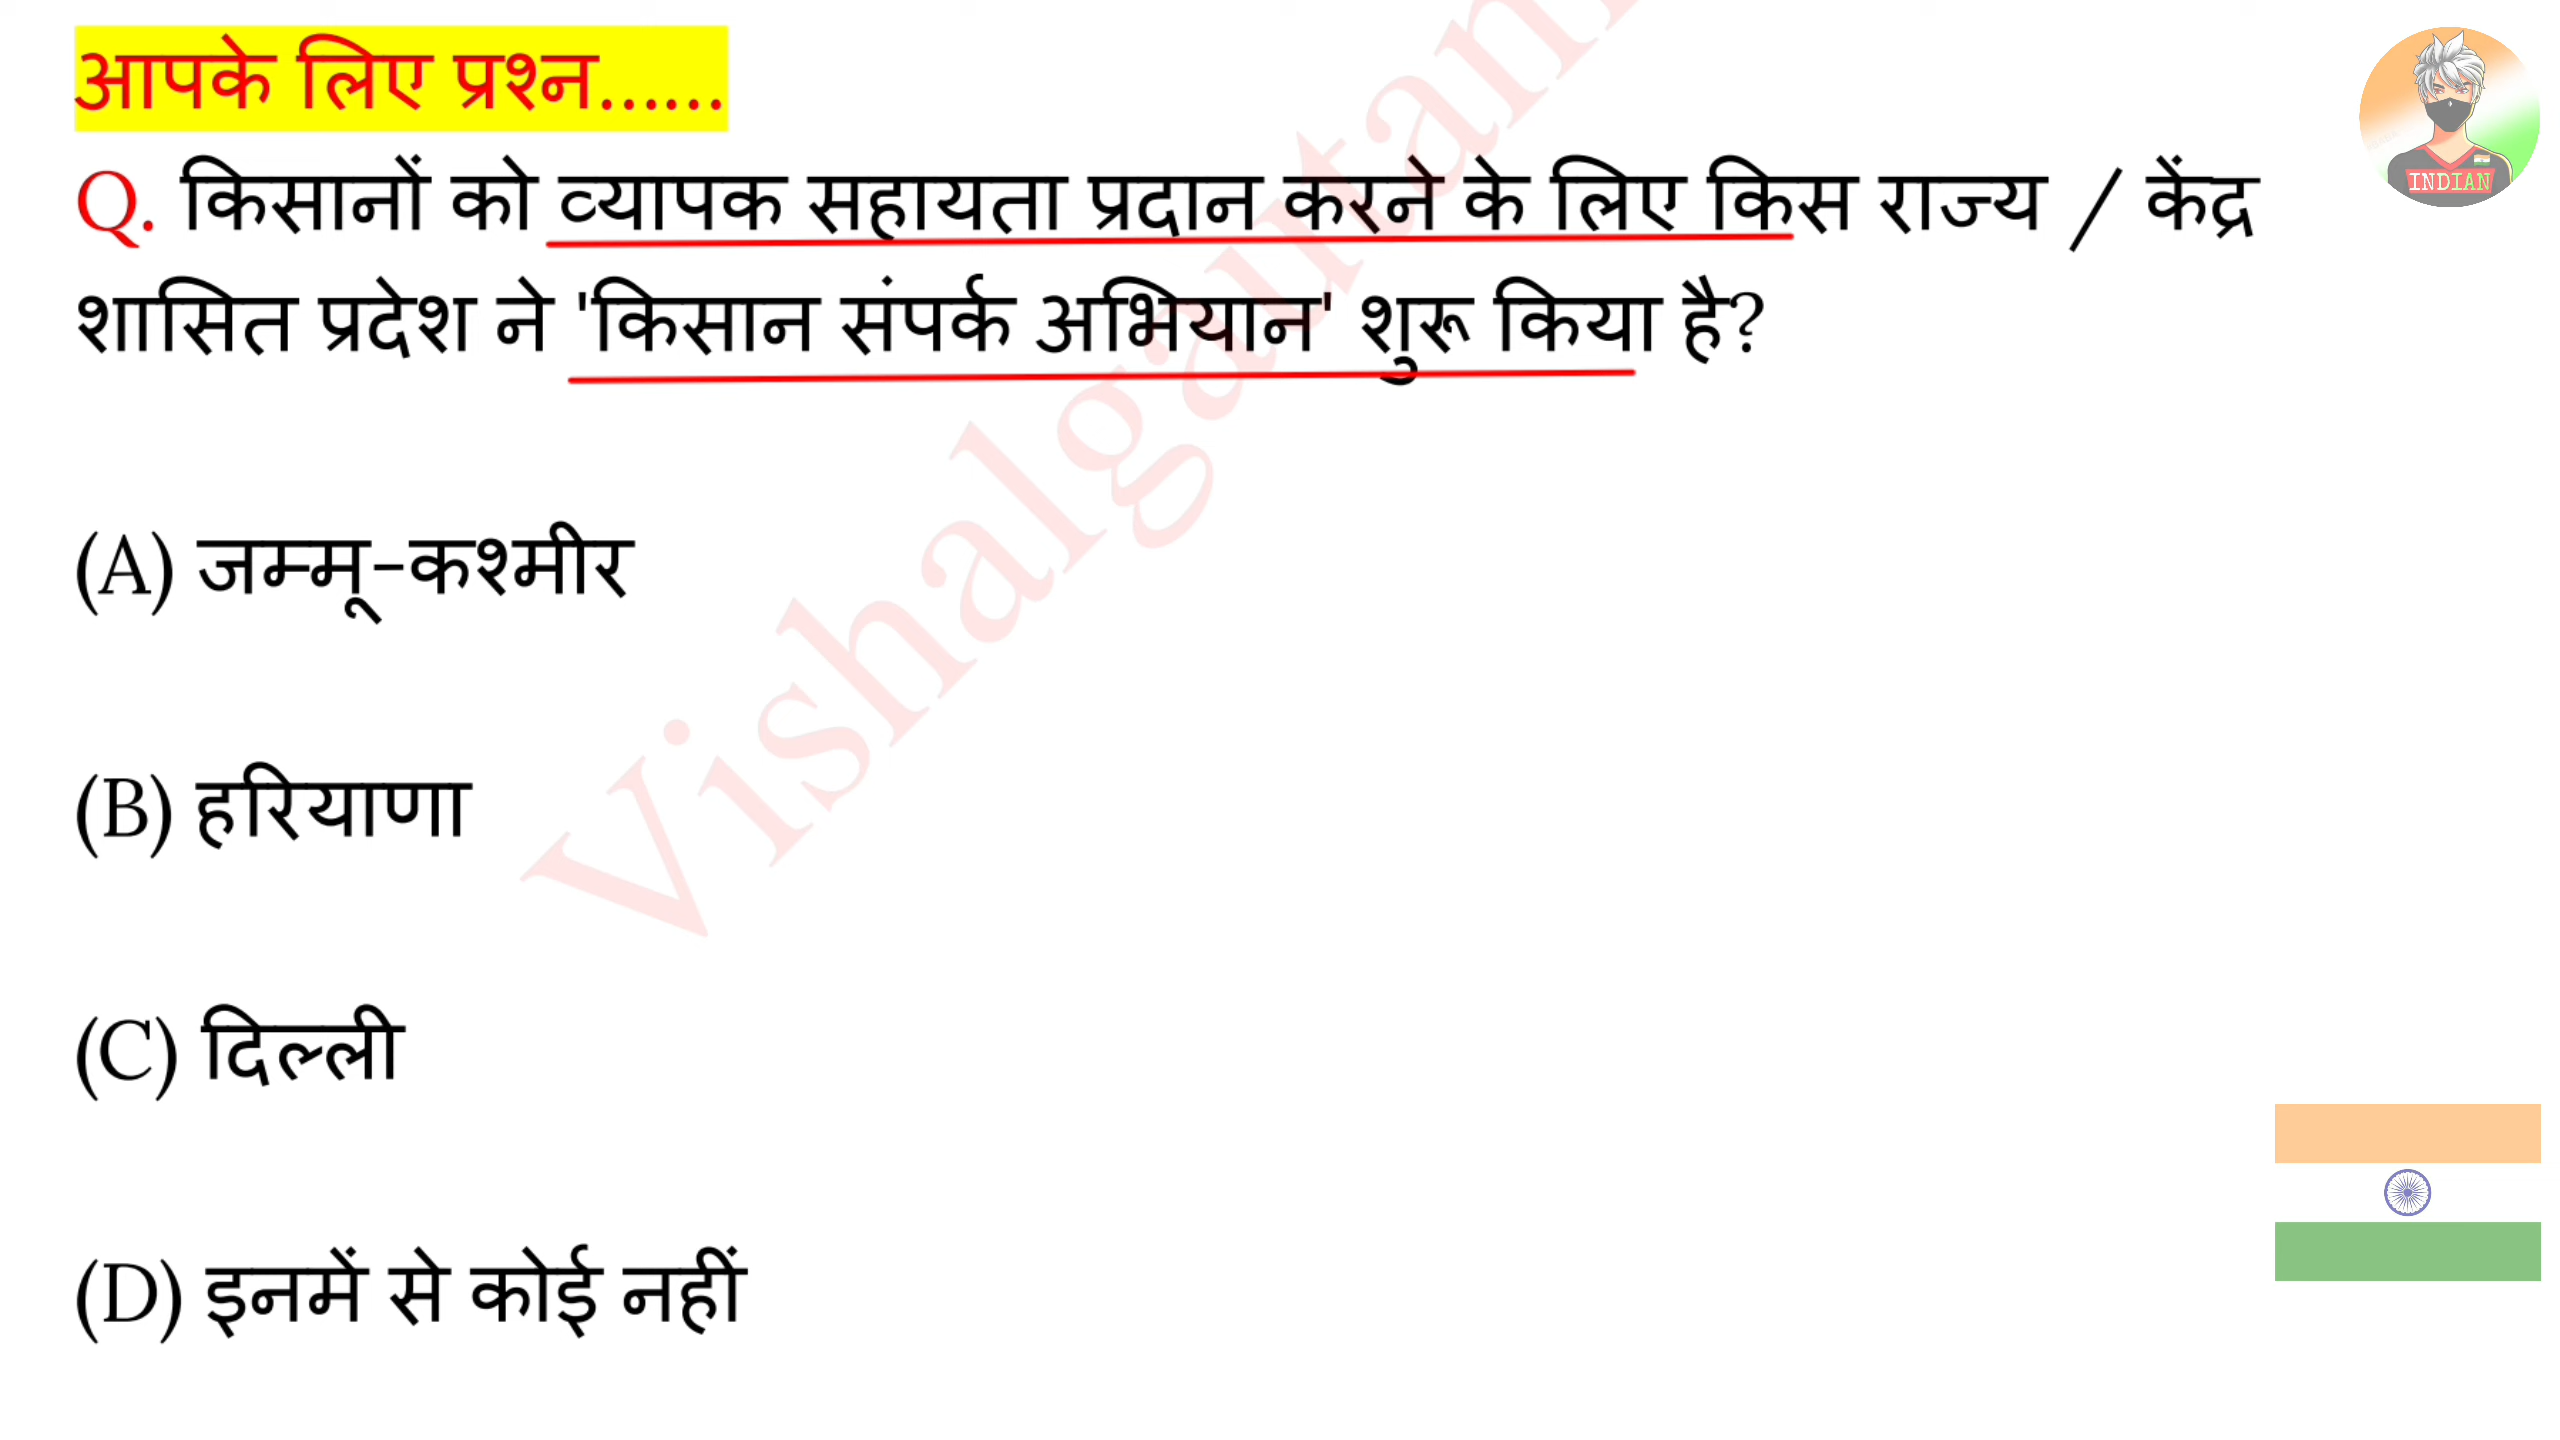 आपके लिए प्रश्न......
Q. किसानों को व्यापक सहायता प्रदान करने के लिए किस राज्य / केंद्र
शासित प्रदेश ने 'किसान संपर्क अभियान' शुरू किया है?
(A) जम्मू-कश्मीर
(B) हरियाणा
(C) दिल्ली
(D) इनमें से कोई नहीं
Vishalgautam
INDIAN